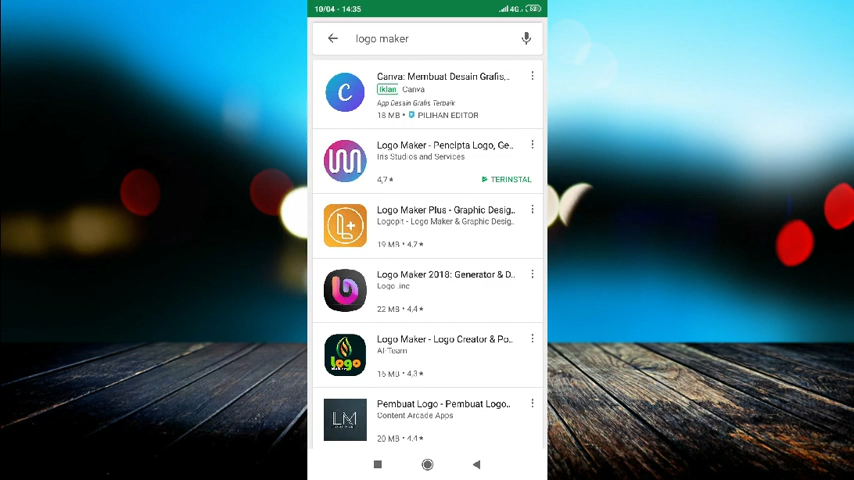 10/04 - 14:35
4G
logo maker
Canva: Membuat Desain Grafis,..
Iklan Canva
App Desain Grafis Terbaik
18 MB • PILIHAN EDITOR
Logo Maker - Pencipta Logo, Ge..
Iris Studios and Services
4,7★
TERINSTAL
Logo Maker Plus - Graphic Desig..
Logopit - Logo Maker & Graphic Desig..
19 MB • 4,7★
Logo Maker 2018: Generator & D..
Logo .inc
22 MB • 4,4★
Logo Maker - Logo Creator & Po..
AI-Team
logo
4,3★
Pembuat Logo - Pembuat Logo..
Content Arcade Apps
LM
20 MB • 4,4★